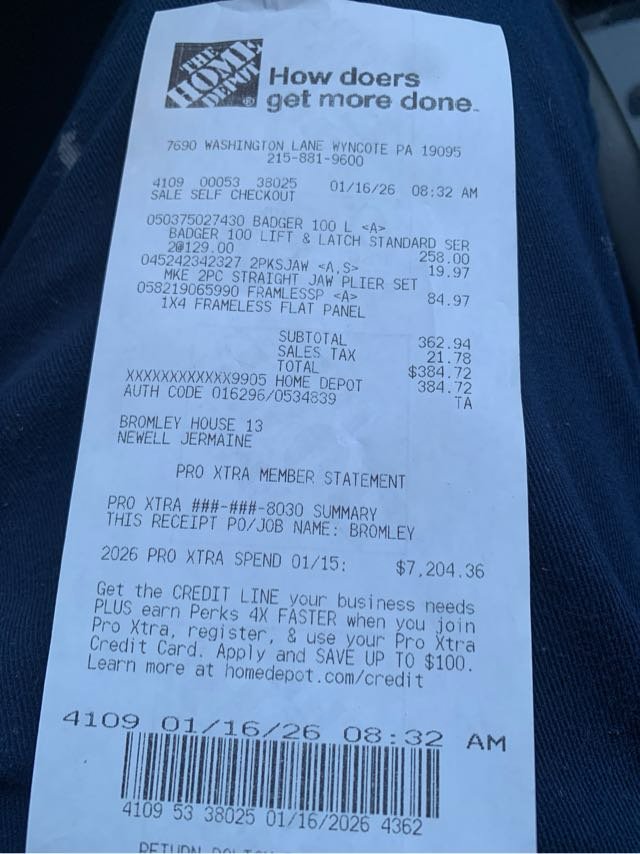 THE
HOME
DEPOT®
How doers
get more done™
7690 WASHINGTON LANE WYNCOTE PA 19095
215-881-9600
4109 00053 38025 01/16/26 08:32 AM
SALE SELF CHECKOUT
050375027430 BADGER 100 L <A>
BADGER 100 LIFT & LATCH STANDARD SER
2@129.00 258.00
045242342327 2PKSJAW <A,S> 19.97
MKE 2PC STRAIGHT JAW PLIER SET
058219065990 FRAMLESSP <A> 84.97
1X4 FRAMELESS FLAT PANEL
SUBTOTAL 362.94
SALES TAX 21.78
TOTAL $384.72
XXXXXXXXXXXX9905 HOME DEPOT 384.72
AUTH CODE 016296/0534839 TA
BROMLEY HOUSE 13
NEWELL JERMAINE
PRO XTRA MEMBER STATEMENT
PRO XTRA ###-###-8030 SUMMARY
THIS RECEIPT PO/JOB NAME: BROMLEY
2026 PRO XTRA SPEND 01/15: $7,204.36
Get the CREDIT LINE your business needs
PLUS earn Perks 4X FASTER when you join
Pro Xtra, register, & use your Pro Xtra
Credit Card. Apply and SAVE UP TO $100.
Learn more at homedepot.com/credit
4109 01/16/26 08:32 AM
4109 53 38025 01/16/2026 4362